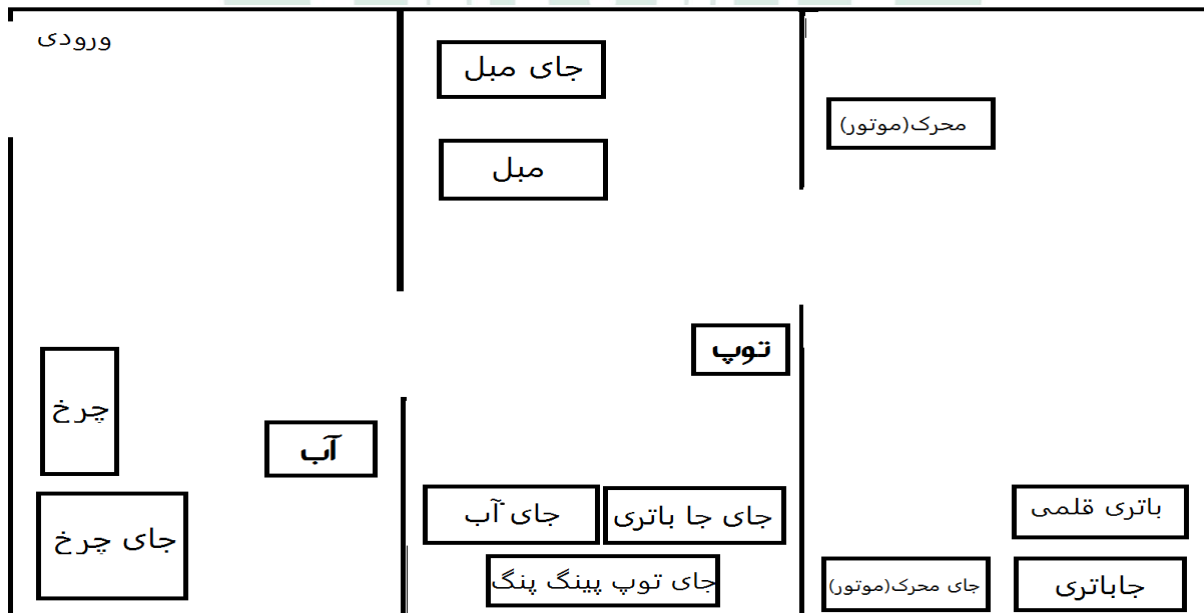 ورودی
جای مبل
محرک(موتور)
مبل
توپ
چرخ
آب
جای آب
جای جا باتری
باتری قلمی
جای چرخ
جای توپ پینگ پنگ
جای محرک(موتور)
جاباتری